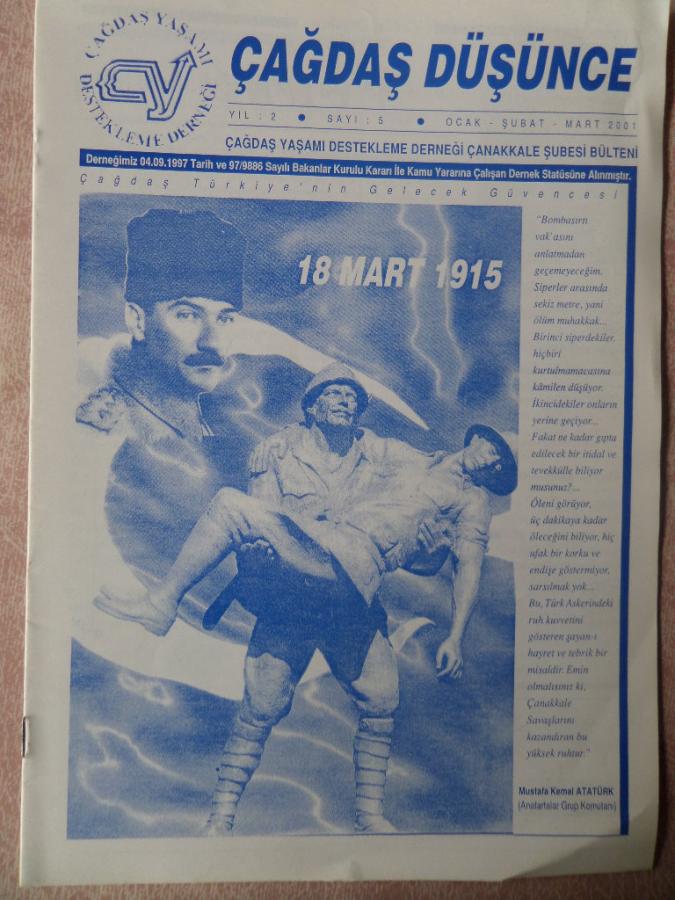 ÇAĞDAŞ YAŞAMI
DESTEKLEME DERNEĞİ
ÇAĞDAŞ DÜŞÜNCE
YIL : 2 ● SAYI : 5 ● OCAK - ŞUBAT - MART 2001
ÇAĞDAŞ YAŞAMI DESTEKLEME DERNEĞİ ÇANAKKALE ŞUBESİ BÜLTENİ
Derneğimiz 04.09.1997 Tarih ve 97/9886 Sayılı Bakanlar Kurulu Kararı İle Kamu Yararına Çalışan Dernek Statüsüne Alınmıştır.
Çağdaş Türkiye'nin Gelecek Güvencesi
18 MART 1915
"Bombasırtı
vak'asını
anlatmadan
geçemeyeceğim.
Siperler arasında
sekiz metre, yani
ölüm muhakkak...
Birinci siperdekiler,
hiçbiri
kurtulmamacasına
kâmilen düşüyor.
İkincidekiler onların
yerine geçiyor...
Fakat ne kadar gıpta
edilecek bir itidal ve
tevekkülle biliyor
musunuz?...
Öleni görüyor,
üç dakikaya kadar
öleceğini biliyor, hiç
ufak bir korku ve
endişe göstermiyor,
sarsılmak yok...
Bu, Türk Askerindeki
ruh kuvvetini
gösteren şayan-ı
hayret ve tebrik bir
misaldir. Emin
olmalısınız ki,
Çanakkale
Savaşlarını
kazandıran bu
yüksek ruhtur."
Mustafa Kemal ATATÜRK
(Anafartalar Grup Komutanı)